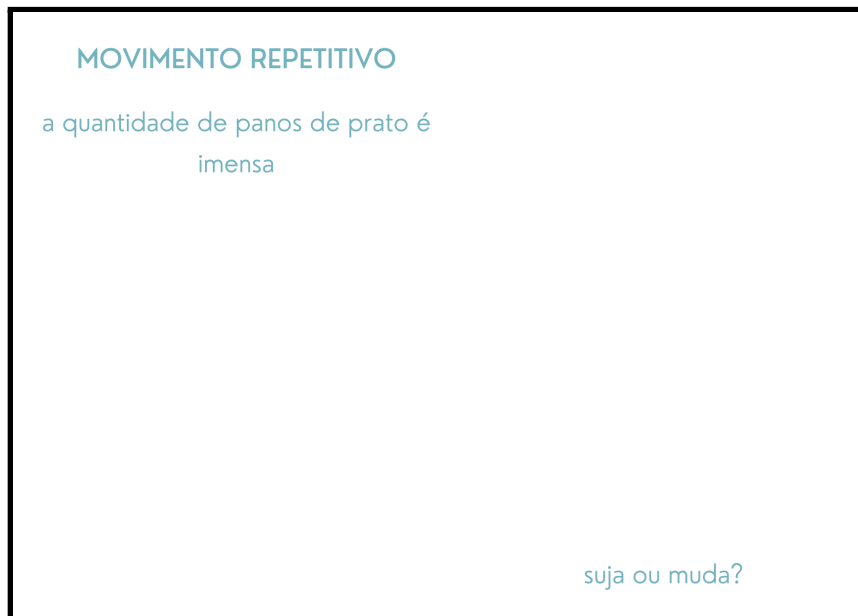 MOVIMENTO REPETITIVO
a quantidade de panos de prato é
imensa
suja ou muda?